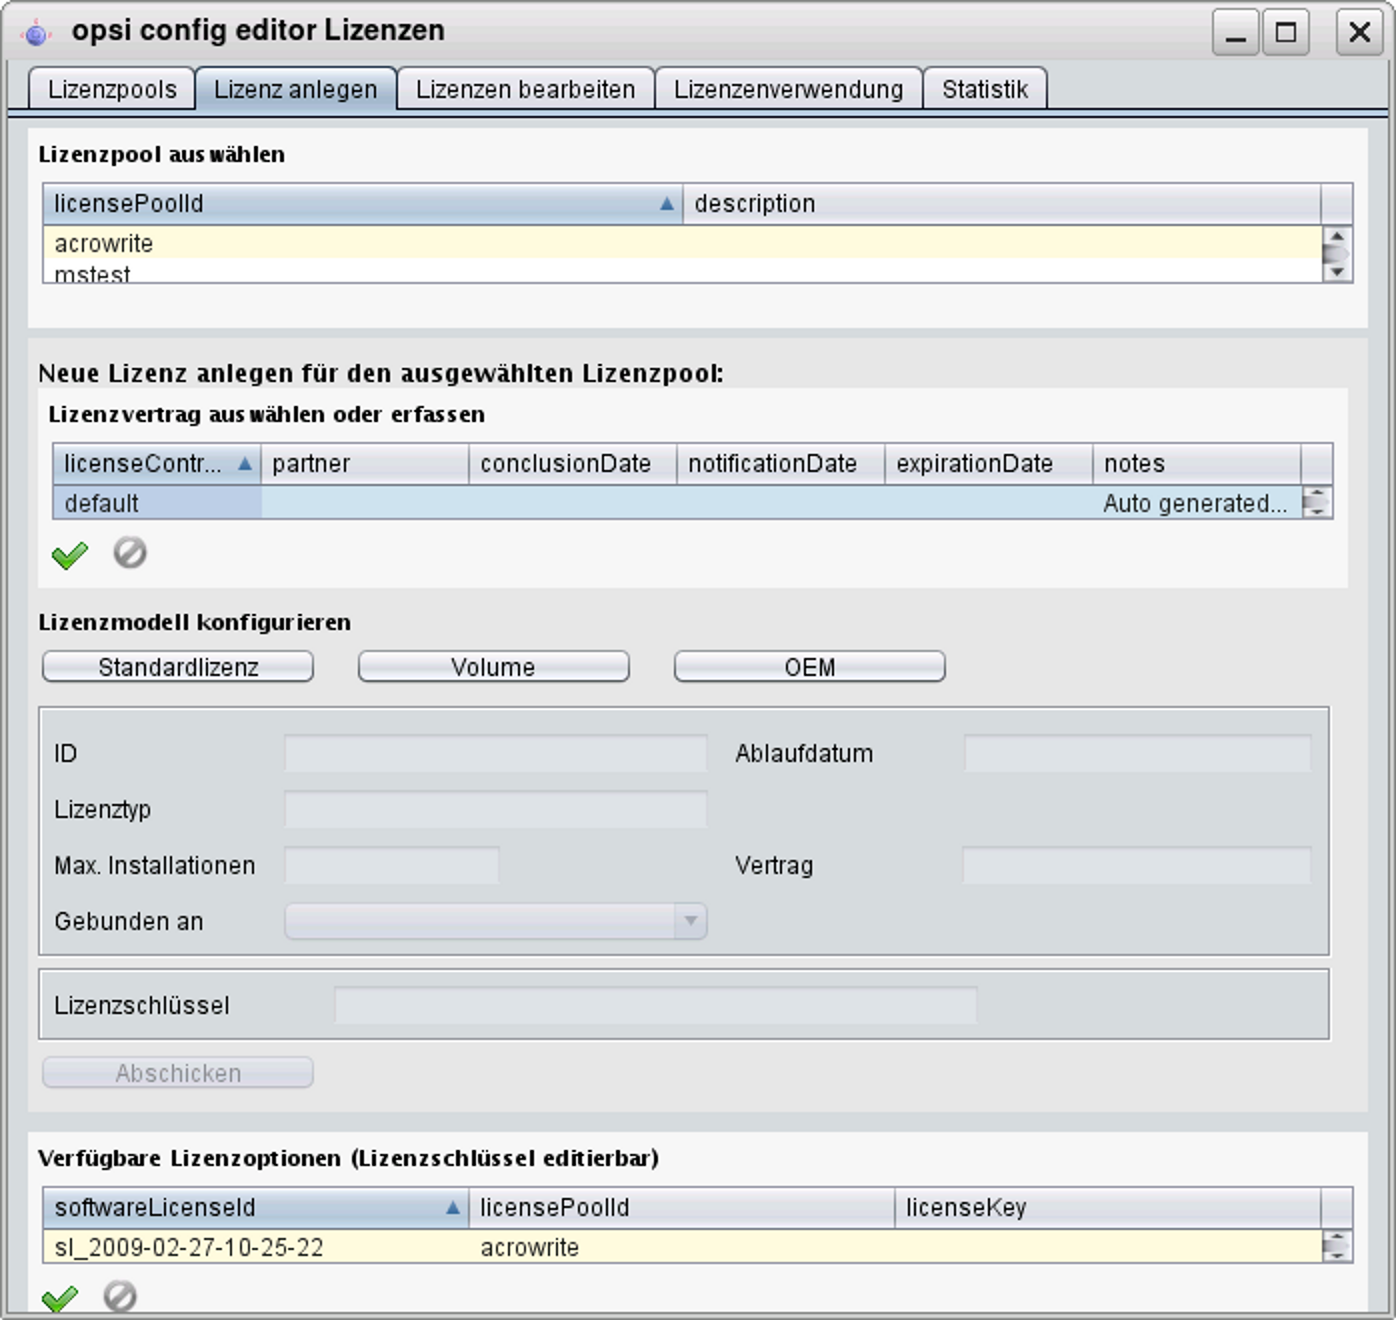 opsi config editor Lizenzen
Lizenzpools Lizenz anlegen Lizenzen bearbeiten Lizenzenverwendung Statistik
Lizenzpool auswählen
licensePoolId description
acrowrite
mstest
Neue Lizenz anlegen für den ausgewählten Lizenzpool:
Lizenzvertrag auswählen oder erfassen
licenseContr... partner conclusionDate notificationDate expirationDate notes
default Auto generated...
Lizenzmodell konfigurieren
Standardlizenz Volume OEM
ID Ablaufdatum
Lizenztyp
Max. Installationen Vertrag
Gebunden an
Lizenzschlüssel
Abschicken
Verfügbare Lizenzoptionen (Lizenzschlüssel editierbar)
softwareLicenseId licensePoolId licenseKey
sl_2009-02-27-10-25-22 acrowrite